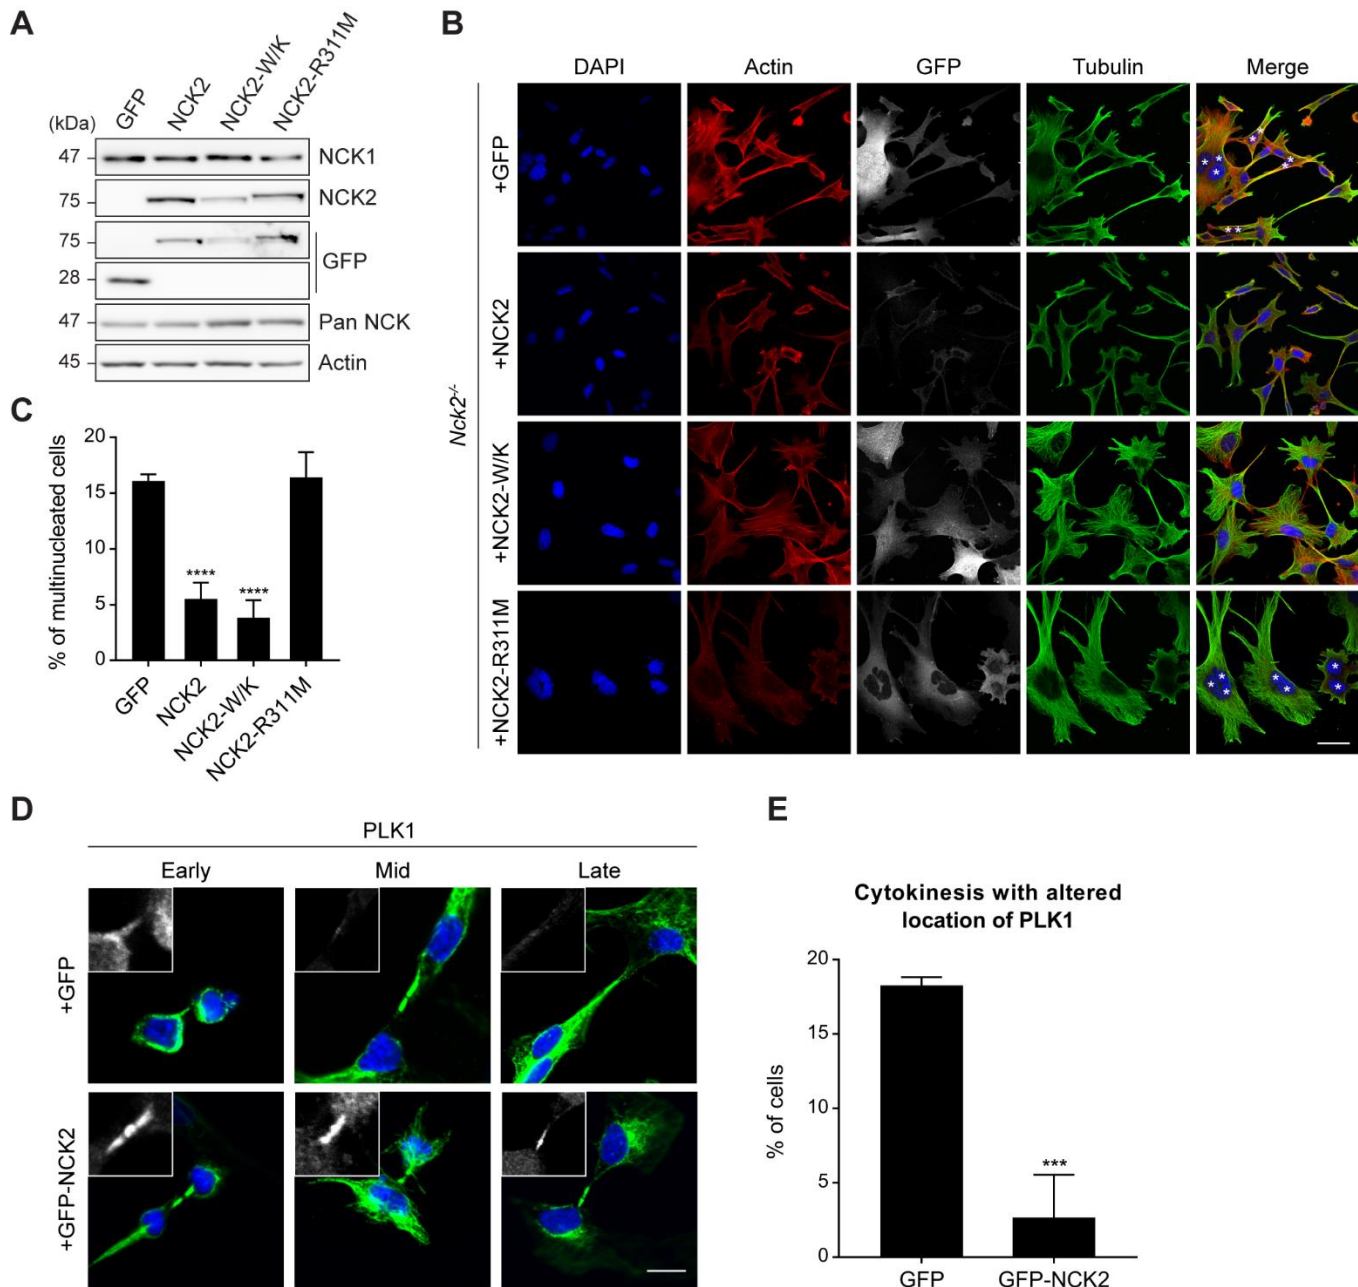 A
GFP
NCK2
NCK2-W/K
NCK2-R311M
(kDa)
47
NCK1
75
NCK2
75
28
GFP
47
Pan NCK
45
Actin
B
DAPI
Actin
GFP
Tubulin
Merge
Nck2-/-
+GFP
* * * * * * * *
+NCK2
+NCK2-W/K
+NCK2-R311M
* * * * * * *
C
% of multinucleated cells
20
15
10
5
0
****
****
GFP
NCK2
NCK2-W/K
NCK2-R311M
D
PLK1
Early
Mid
Late
+GFP
+GFP-NCK2
E
Cytokinesis with altered
location of PLK1
% of cells
20
15
10
5
0
***
GFP
GFP-NCK2